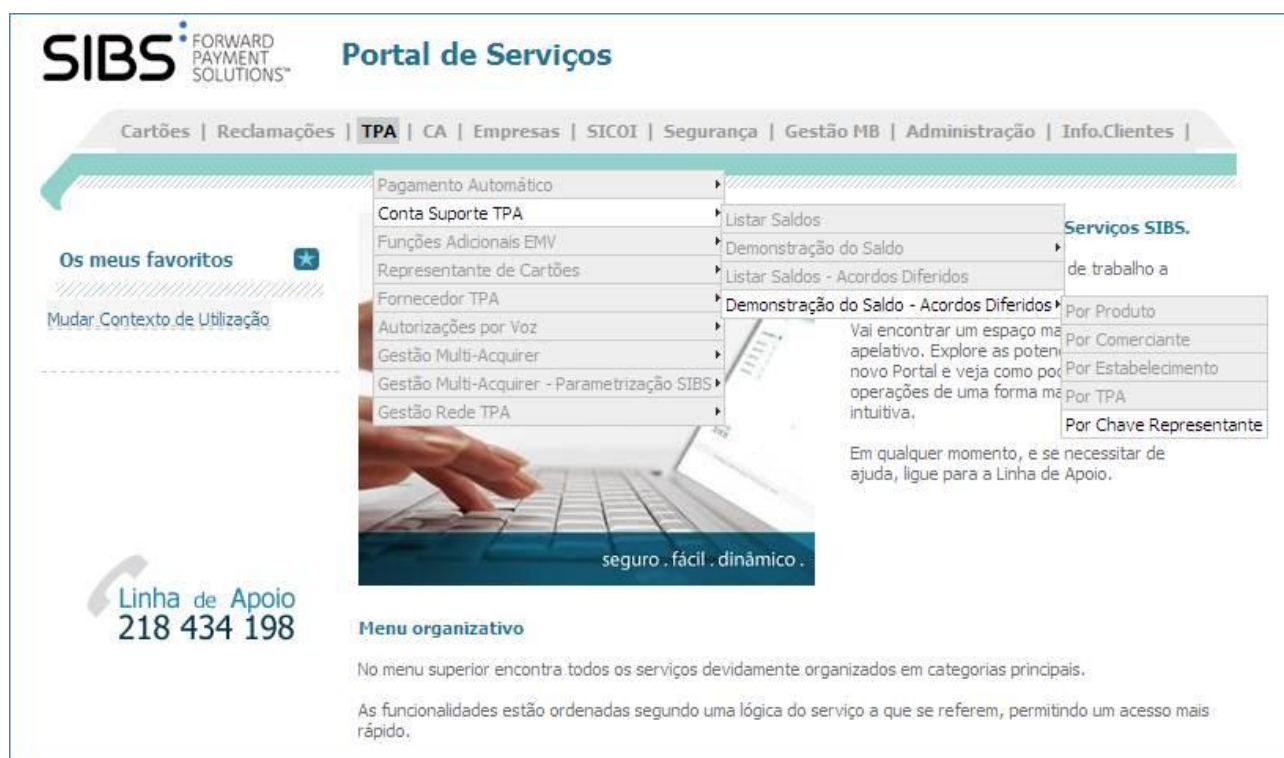 SIBS FORWARD
PAYMENT
SOLUTIONS™
Portal de Serviços
Cartões | Reclamações | TPA | CA | Empresas | SICOI | Segurança | Gestão MB | Administração | Info.Clientes |
Os meus favoritos
Mudar Contexto de Utilização
Linha de Apoio
218 434 198
Pagamento Automático
Conta Suporte TPA
Funções Adicionais EMV
Representante de Cartões
Fornecedor TPA
Autorizações por Voz
Gestão Multi-Acquirer
Gestão Multi-Acquirer - Parametrização SIBS
Gestão Rede TPA
Listar Saldos
Demonstração do Saldo
Listar Saldos - Acordos Diferidos
Demonstração do Saldo - Acordos Diferidos
Por Produto
Por Comerciante
Por Estabelecimento
Por TPA
Por Chave Representante
Serviços SIBS.
de trabalho a
Vai encontrar um espaço
apelativo. Explore as
novo Portal e veja como
operações de uma forma
intuitiva.
Em qualquer momento, e se necessitar de
ajuda, ligue para a Linha de Apoio.
seguro . fácil . dinâmico .
Menu organizativo
No menu superior encontra todos os serviços devidamente organizados em categorias principais.
As funcionalidades estão ordenadas segundo uma lógica do serviço a que se referem, permitindo um acesso mais
rápido.